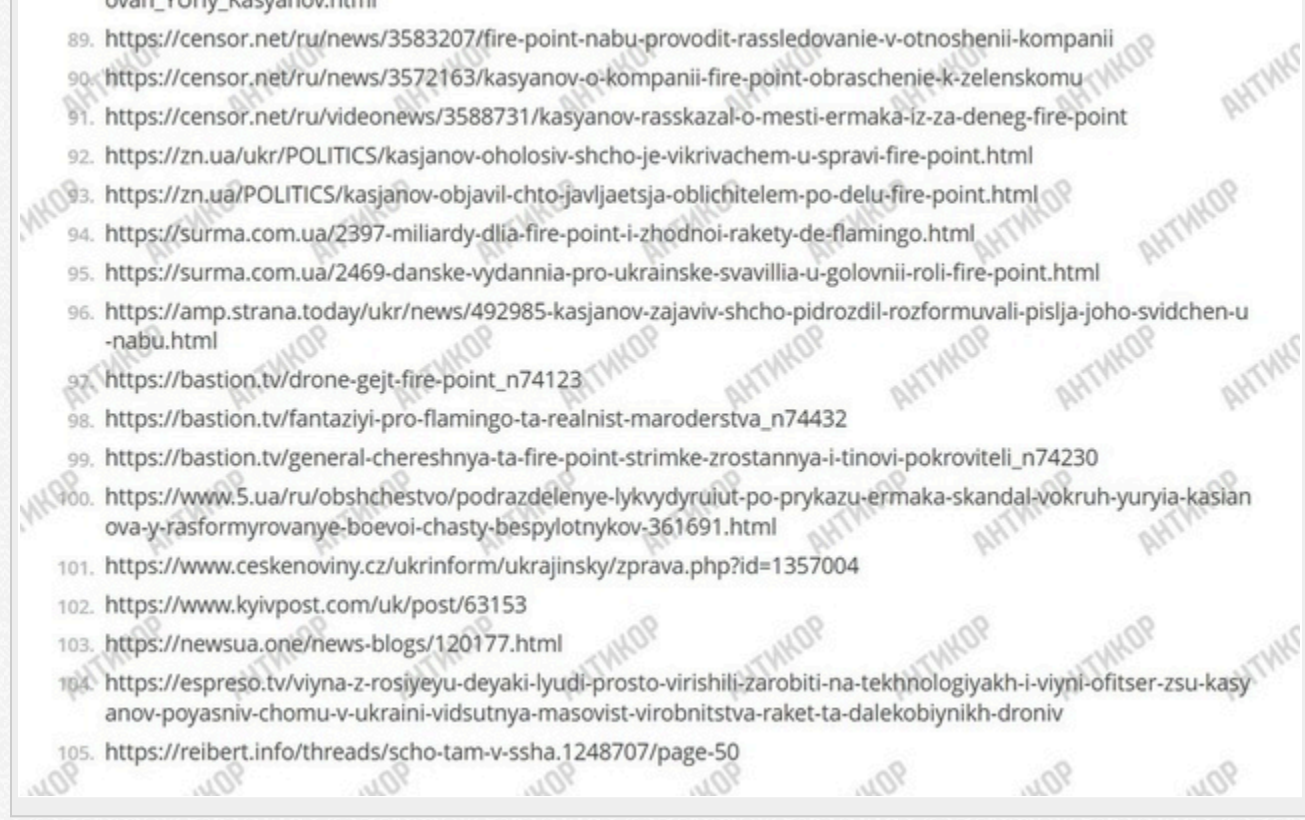 ovan_Yuriy_Kasyanov.html
89. https://censor.net/ru/news/3583207/fire-point-nabu-provodit-rassledovanie-v-otnoshenii-kompanii
90. https://censor.net/ru/news/3572163/kasyanov-o-kompanii-fire-point-obraschenie-k-zelenskomu
91. https://censor.net/ru/videonews/3588731/kasyanov-rasskazal-o-mesti-ermaka-iz-za-deneg-fire-point
92. https://zn.ua/ukr/POLITICS/kasjanov-oholosiv-shcho-je-vikrivachem-u-spravi-fire-point.html
93. https://zn.ua/POLITICS/kasjanov-objavil-chto-javljaetsja-oblichitelem-po-delu-fire-point.html
94. https://surma.com.ua/2397-miliardy-dlia-fire-point-i-zhodnoi-rakety-de-flamingo.html
95. https://surma.com.ua/2469-danske-vydannia-pro-ukrainske-svavillia-u-golovnii-roli-fire-point.html
96. https://amp.strana.today/ukr/news/492985-kasjanov-zajaviv-shcho-pidrozdil-rozformuvali-pislja-joho-svidchen-u
-nabu.html
97. https://bastion.tv/drone-gejt-fire-point_n74123
98. https://bastion.tv/fantaziyi-pro-flamingo-ta-realnist-maroderstva_n74432
99. https://bastion.tv/general-chereshnya-ta-fire-point-strimke-zrostannya-i-tinovi-pokroviteli_n74230
100. https://www.5.ua/ru/obshchestvo/podrazdelenye-lykvydyruiut-po-prykazu-ermaka-skandal-vokruh-yuryia-kasian
ova-y-rasformyrovanye-boevoi-chasty-bespylotnykov-361691.html
101. https://www.ceskenoviny.cz/ukrinform/ukrajinsky/zprava.php?id=1357004
102. https://www.kyivpost.com/uk/post/63153
103. https://newsua.one/news-blogs/120177.html
104. https://espreso.tv/viyna-z-rosiyeyu-deyaki-lyudi-prosto-virishili-zarobiti-na-tekhnologiyakh-i-viyni-ofitser-zsu-kasy
anov-poyasniv-chomu-v-ukraini-vidsutnya-masovist-virobnitstva-raket-ta-dalekobiynikh-droniv
105. https://reibert.info/threads/scho-tam-v-ssha.1248707/page-50
АНТИКОР